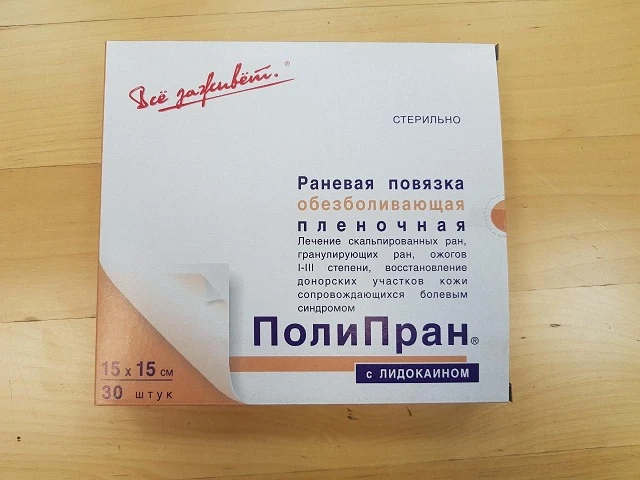 Всё заживёт.®
СТЕРИЛЬНО
Раневая повязка
обезболивающая
пленочная
Лечение скальпированных ран,
гранулирующих ран, ожогов
I-III степени, восстановление
донорских участков кожи
сопровождающихся болевым
синдромом
ПолиПран®
с ЛИДОКАИНОМ
15 x 15 см
30 штук